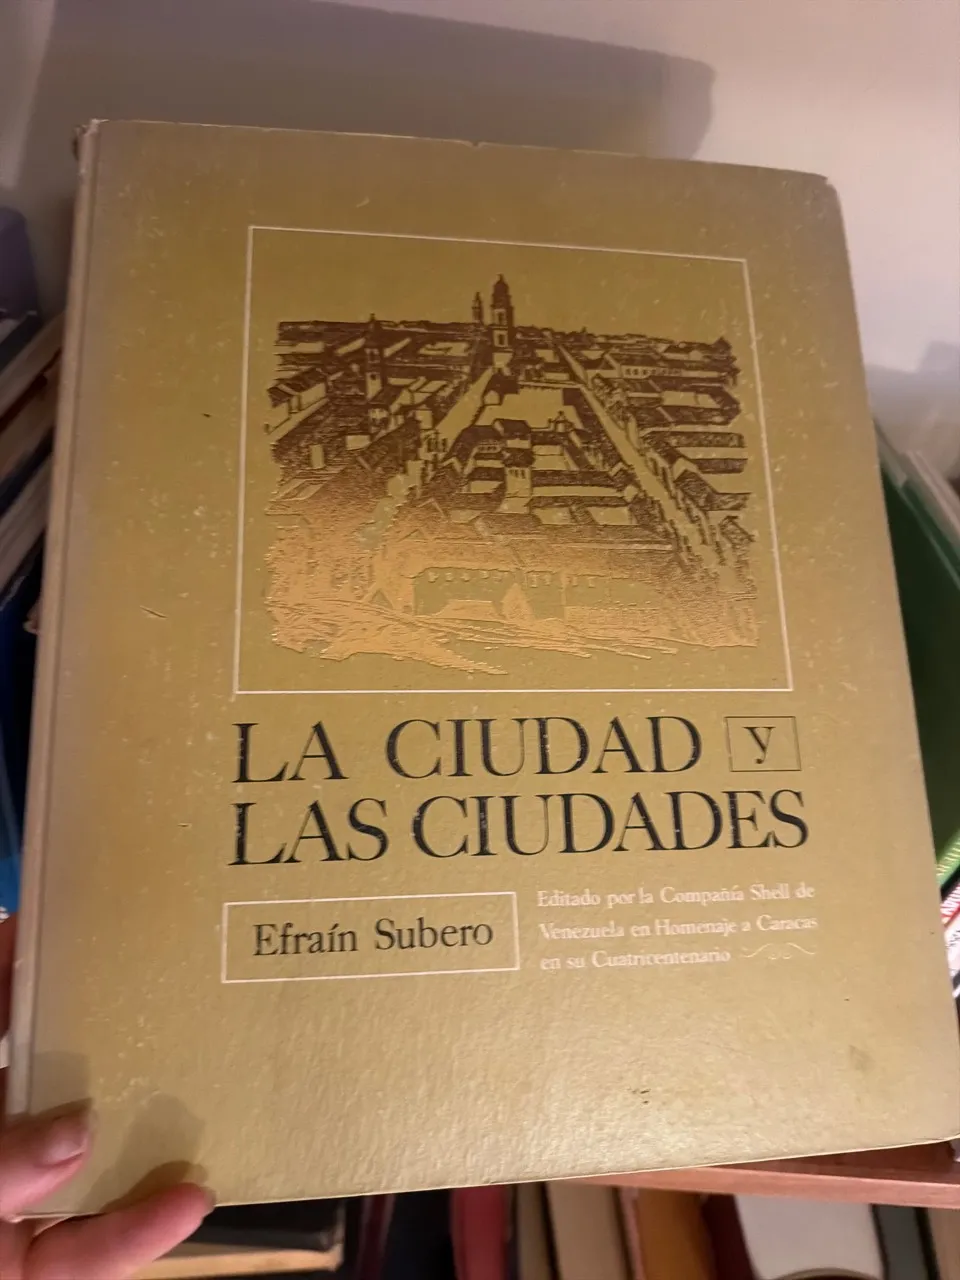 LA CIUDAD y
LAS CIUDADES
Efraín Subero
Editado por la Compañía Shell de
Venezuela en Homenaje a Caracas
en su Cuatricentenario